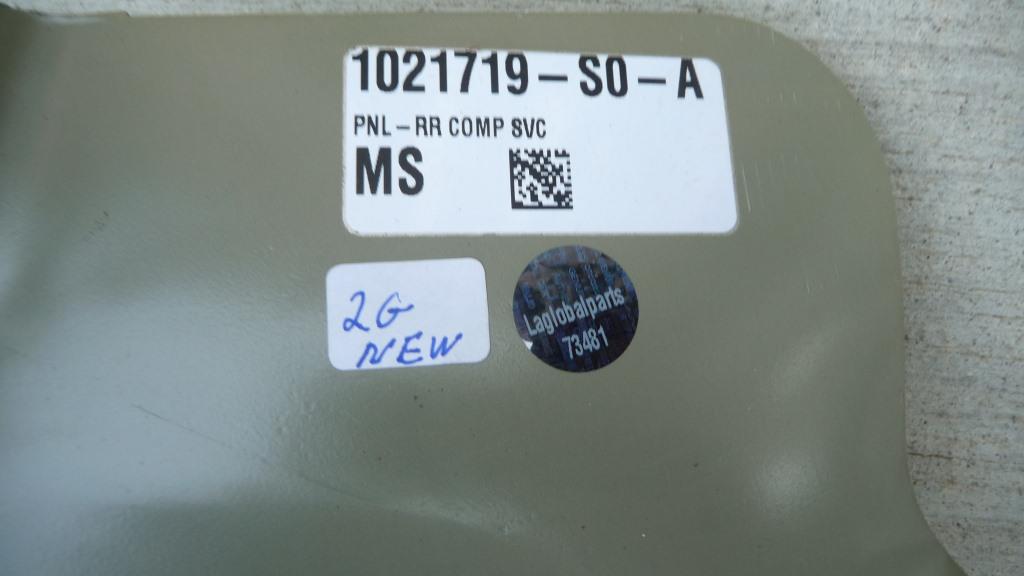 1021719-S0-A
PNL-RR COMP SVC
MS
2G
NEW
Laglobalparts
73481